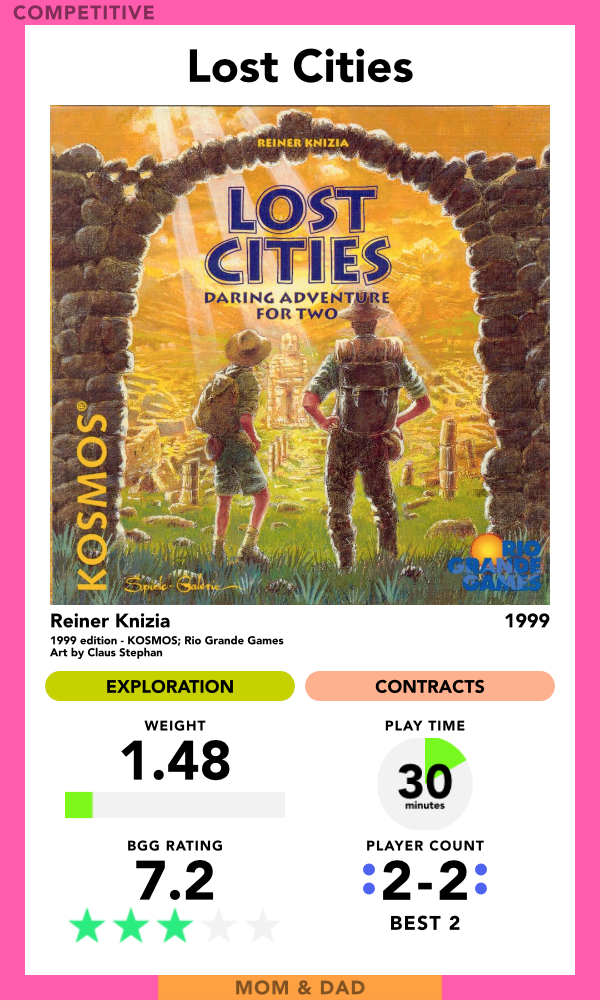 COMPETITIVE
Lost Cities
REINER KNIZIA
LOST
CITIES
DARING ADVENTURE
FOR TWO
KOSMOS®
Spiele-Galerie
RIO
GRANDE
GAMES
Reiner Knizia
1999
1999 edition - KOSMOS; Rio Grande Games
Art by Claus Stephan
EXPLORATION
CONTRACTS
WEIGHT
1.48
PLAY TIME
30
minutes
BGG RATING
7.2
PLAYER COUNT
2-2
BEST 2
MOM & DAD